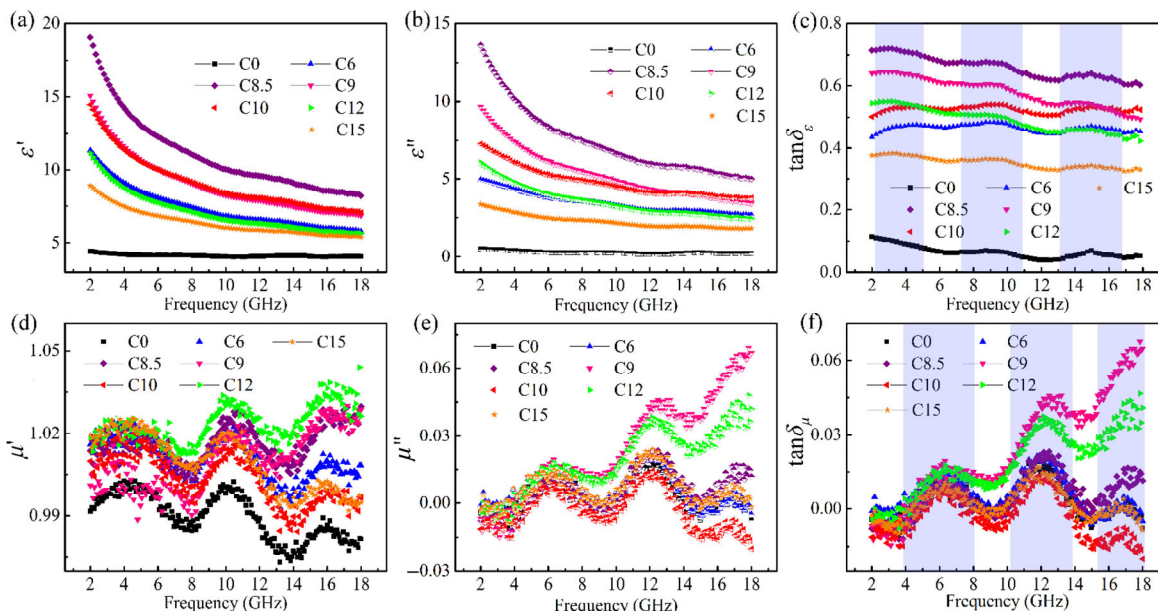 (a)
20
15
10
5
ε'
C0
C6
C8.5
C9
C10
C12
C15
2 4 6 8 10 12 14 16 18
Frequency (GHz)
(b)
15
10
5
0
ε''
C0
C6
C8.5
C9
C10
C12
C15
2 4 6 8 10 12 14 16 18
Frequency (GHz)
(c)
0.8
0.6
0.4
0.2
0.0
tanδε
C0
C6
C15
C8.5
C9
C10
C12
2 4 6 8 10 12 14 16 18
Frequency (GHz)
(d)
1.05
1.02
0.99
μ'
C0
C6
C15
C8.5
C9
C10
C12
2 4 6 8 10 12 14 16 18
Frequency (GHz)
(e)
0.06
0.03
0.00
−0.03
μ''
C0
C6
C8.5
C9
C10
C12
C15
2 4 6 8 10 12 14 16 18
Frequency (GHz)
(f)
0.06
0.03
0.00
tanδμ
C0
C6
C8.5
C9
C10
C12
C15
2 4 6 8 10 12 14 16 18
Frequency (GHz)